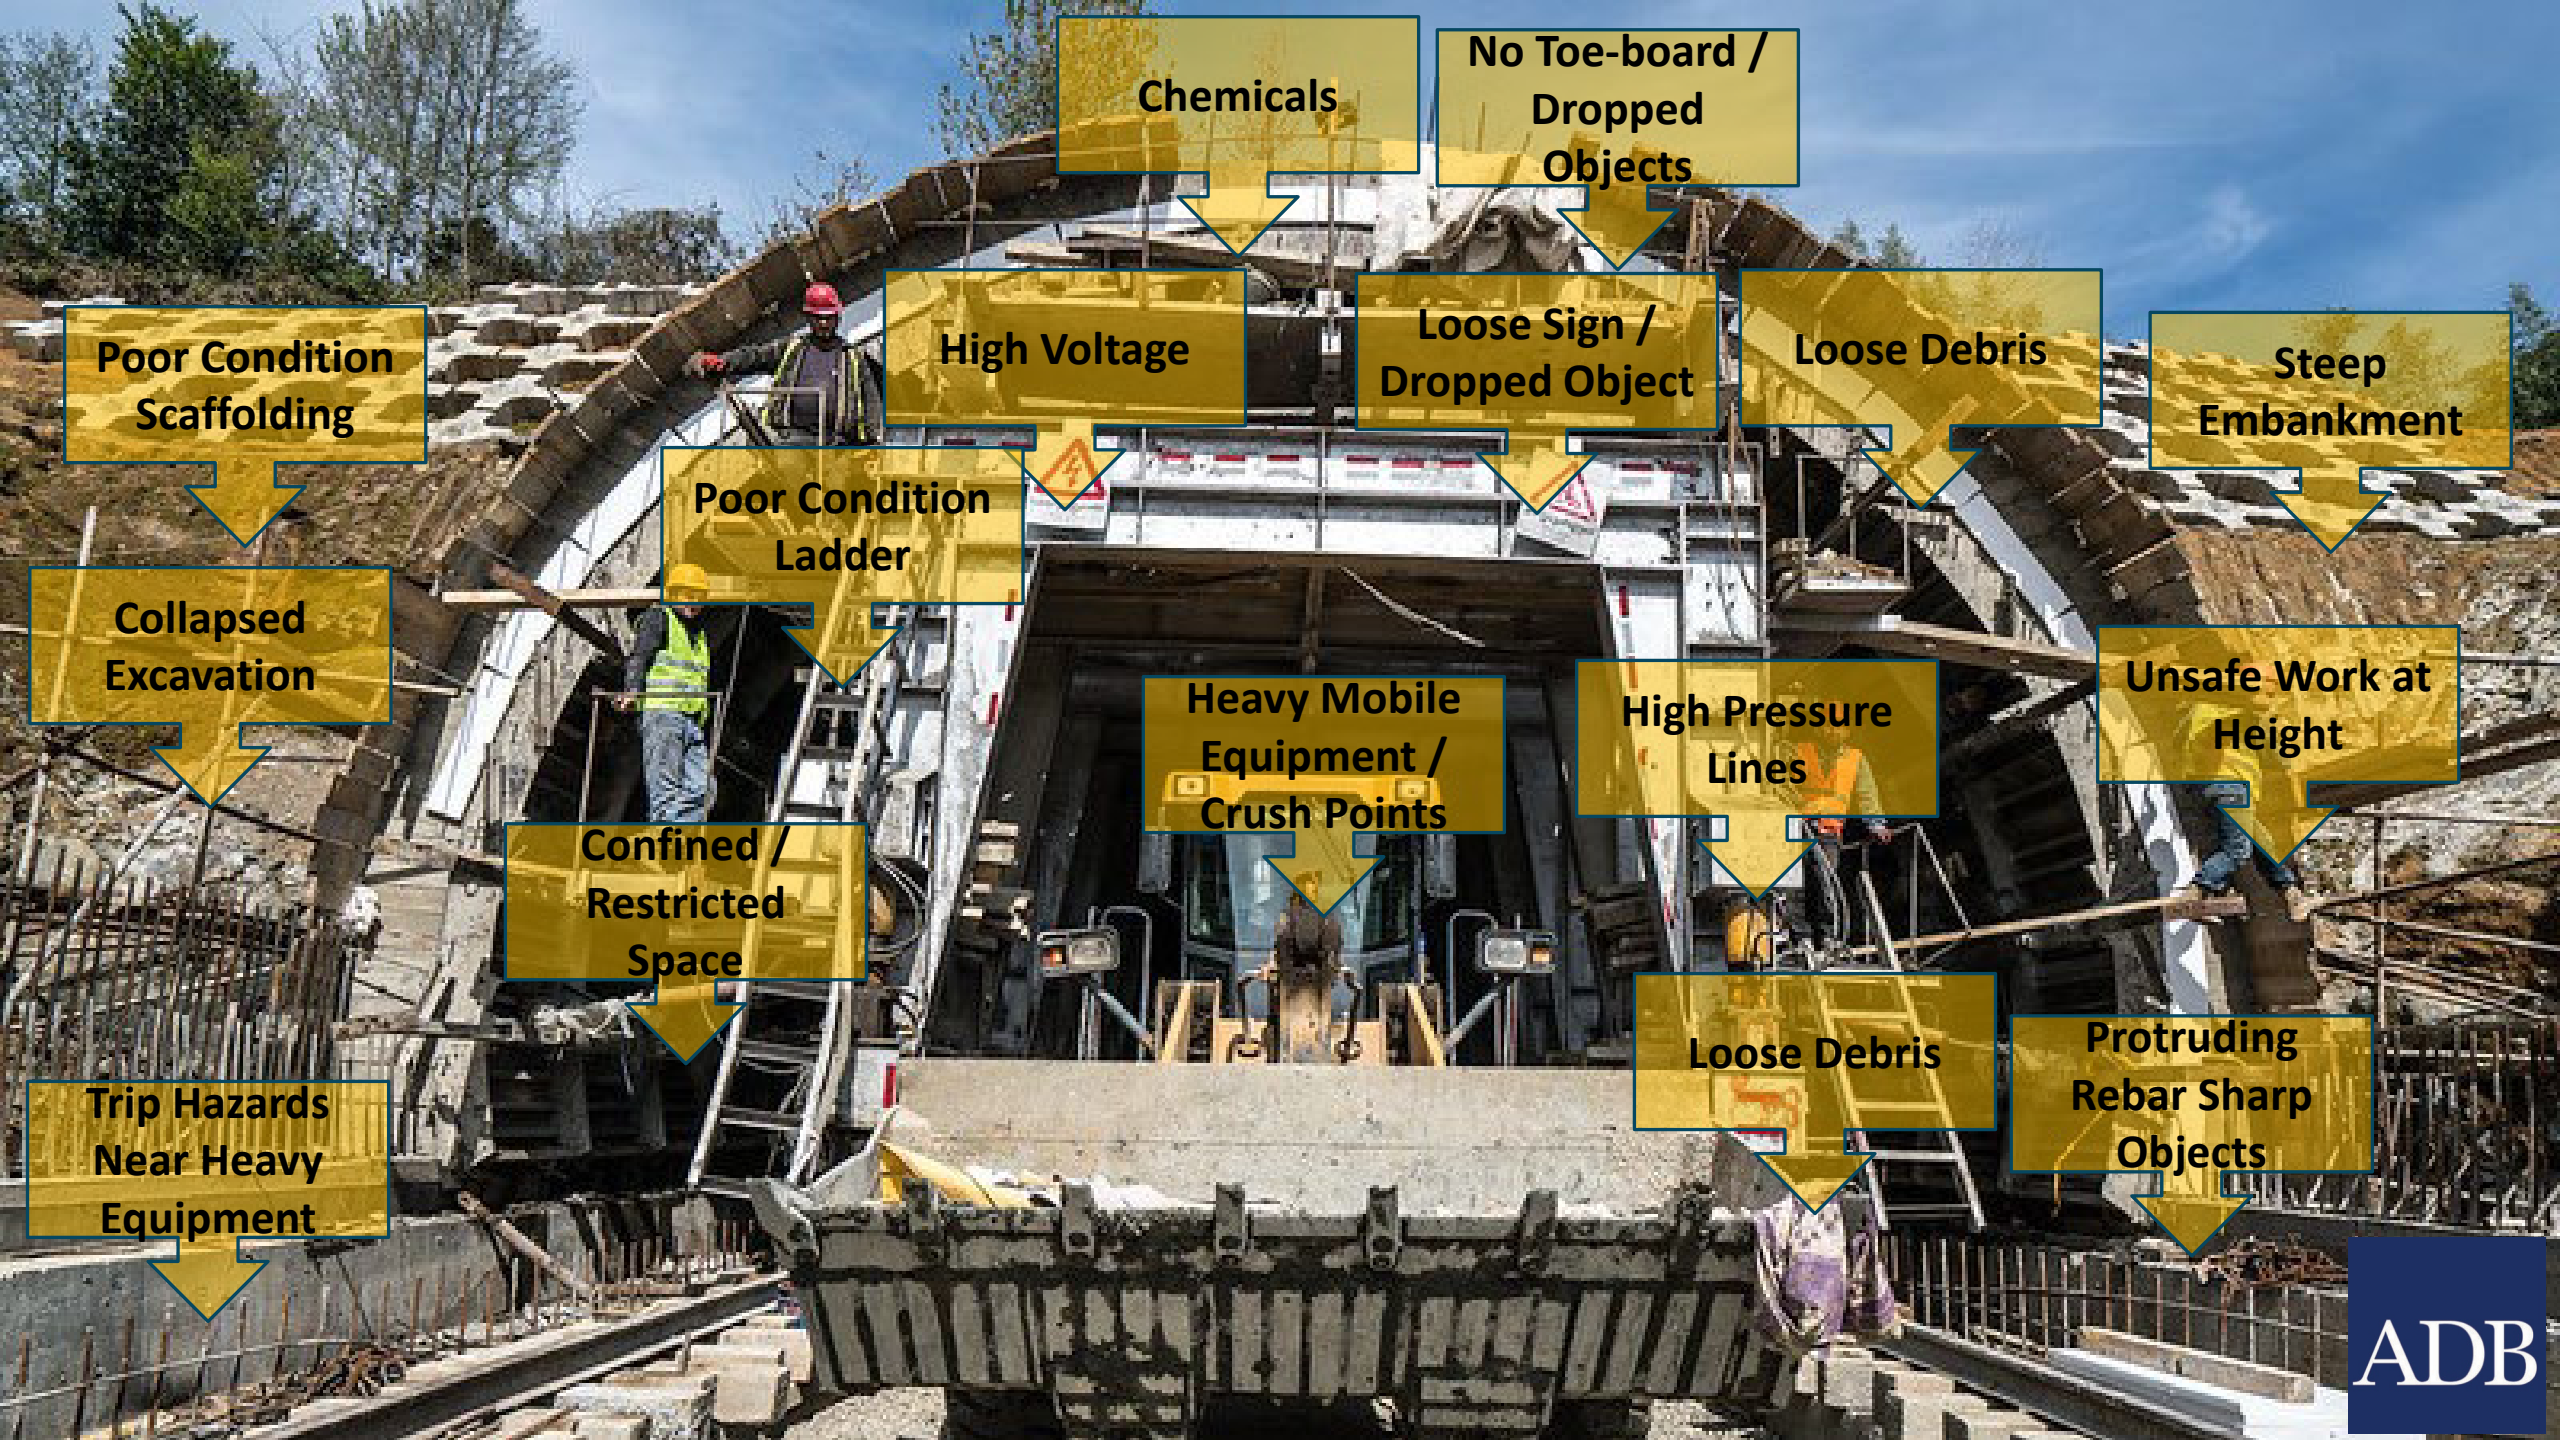 Chemicals
No Toe-board /
Dropped
Objects
Poor Condition
Scaffolding
High Voltage
Loose Sign /
Dropped Object
Loose Debris
Steep
Embankment
Poor Condition
Ladder
Collapsed
Excavation
Heavy Mobile
Equipment /
Crush Points
High Pressure
Lines
Unsafe Work at
Height
Confined /
Restricted
Space
Loose Debris
Protruding
Rebar Sharp
Objects
Trip Hazards
Near Heavy
Equipment
ADB